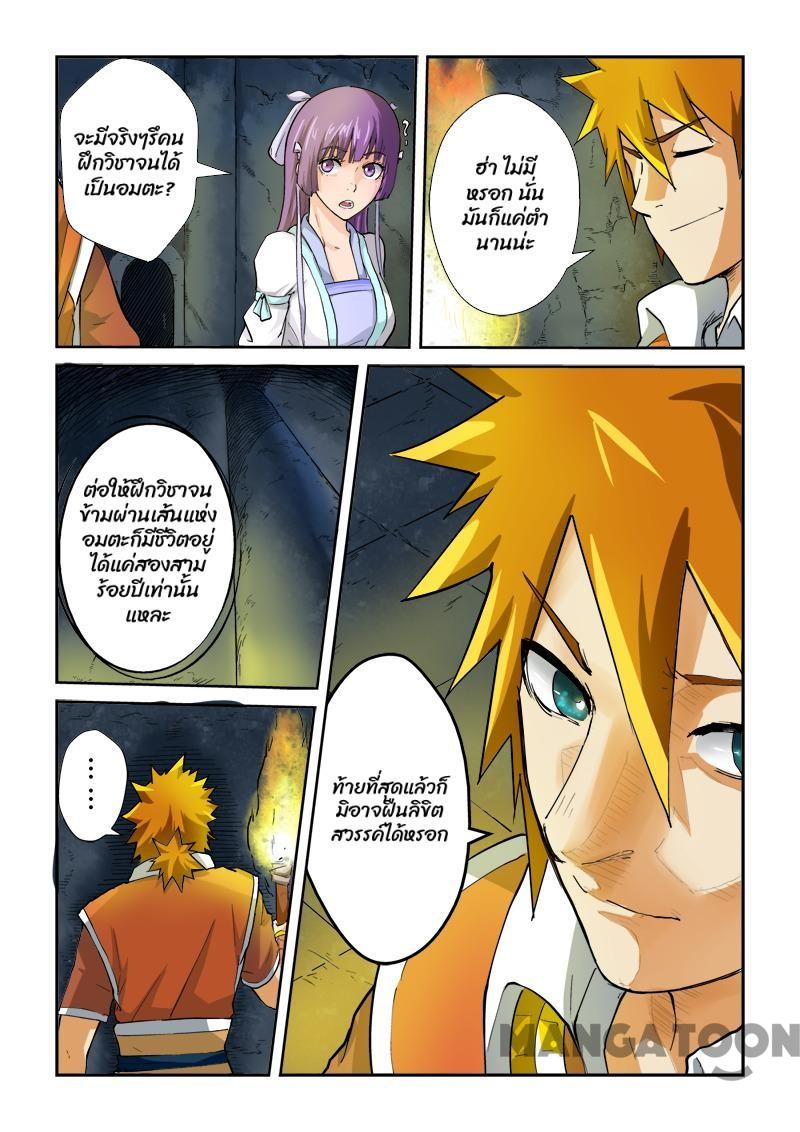 จะมีจริงๆรึคน
ฝึกวิชาจนได้
เป็นอมตะ?
?
ฮ่า ไม่มี
หรอก นั่น
มันก็แค่ตำ
นานน่ะ
ต่อให้ฝึกวิชาจน
ข้ามผ่านเส้นแห่ง
อมตะก็มีชีวิตอยู่
ได้แค่สองสาม
ร้อยปีเท่านั้น
แหละ
ท้ายที่สุดแล้วก็
มิอาจฝืนลิขิต
สวรรค์ได้หรอก
.....
MANGATOON